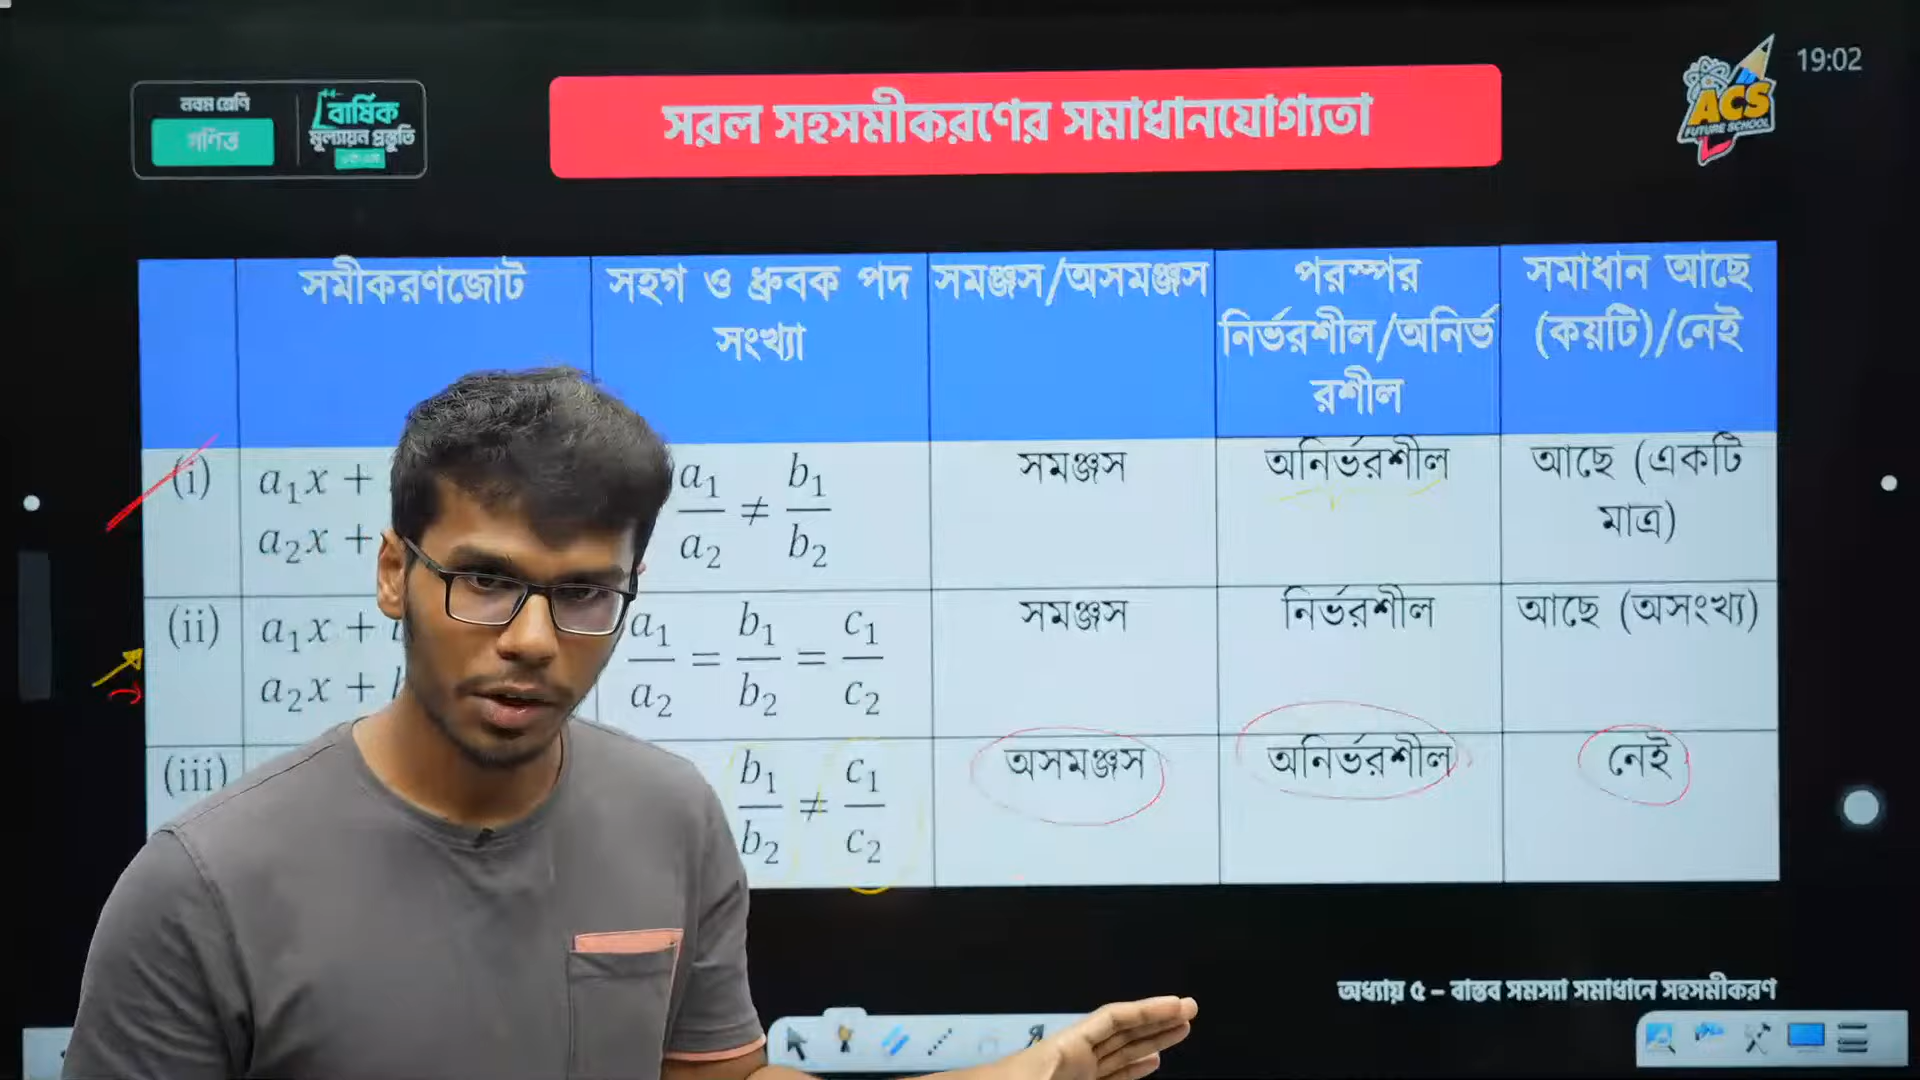 নবম শ্রেণি
গণিত
বার্ষিক
মূল্যায়ন প্রস্তুতি
সরল সহসমীকরণের সমাধানযোগ্যতা
ACS
FUTURE SCHOOL
19:02
সমীকরণজোট
সহগ ও ধ্রুবক পদ
সংখ্যা
সমঞ্জস/অসমঞ্জস
পরস্পর
নির্ভরশীল/অনির্ভ
রশীল
সমাধান আছে
(কয়টি)/নেই
(i)
a₁x +
a₂x +
a₁/a₂ ≠ b₁/b₂
সমঞ্জস
অনির্ভরশীল
আছে (একটি
মাত্র)
(ii)
a₁x +
a₂x +
a₁/a₂ = b₁/b₂ = c₁/c₂
সমঞ্জস
নির্ভরশীল
আছে (অসংখ্য)
(iii)
b₁/b₂ ≠ c₁/c₂
অসমঞ্জস
অনির্ভরশীল
নেই
অধ্যায় ৫ – বাস্তব সমস্যা সমাধানে সহসমীকরণ